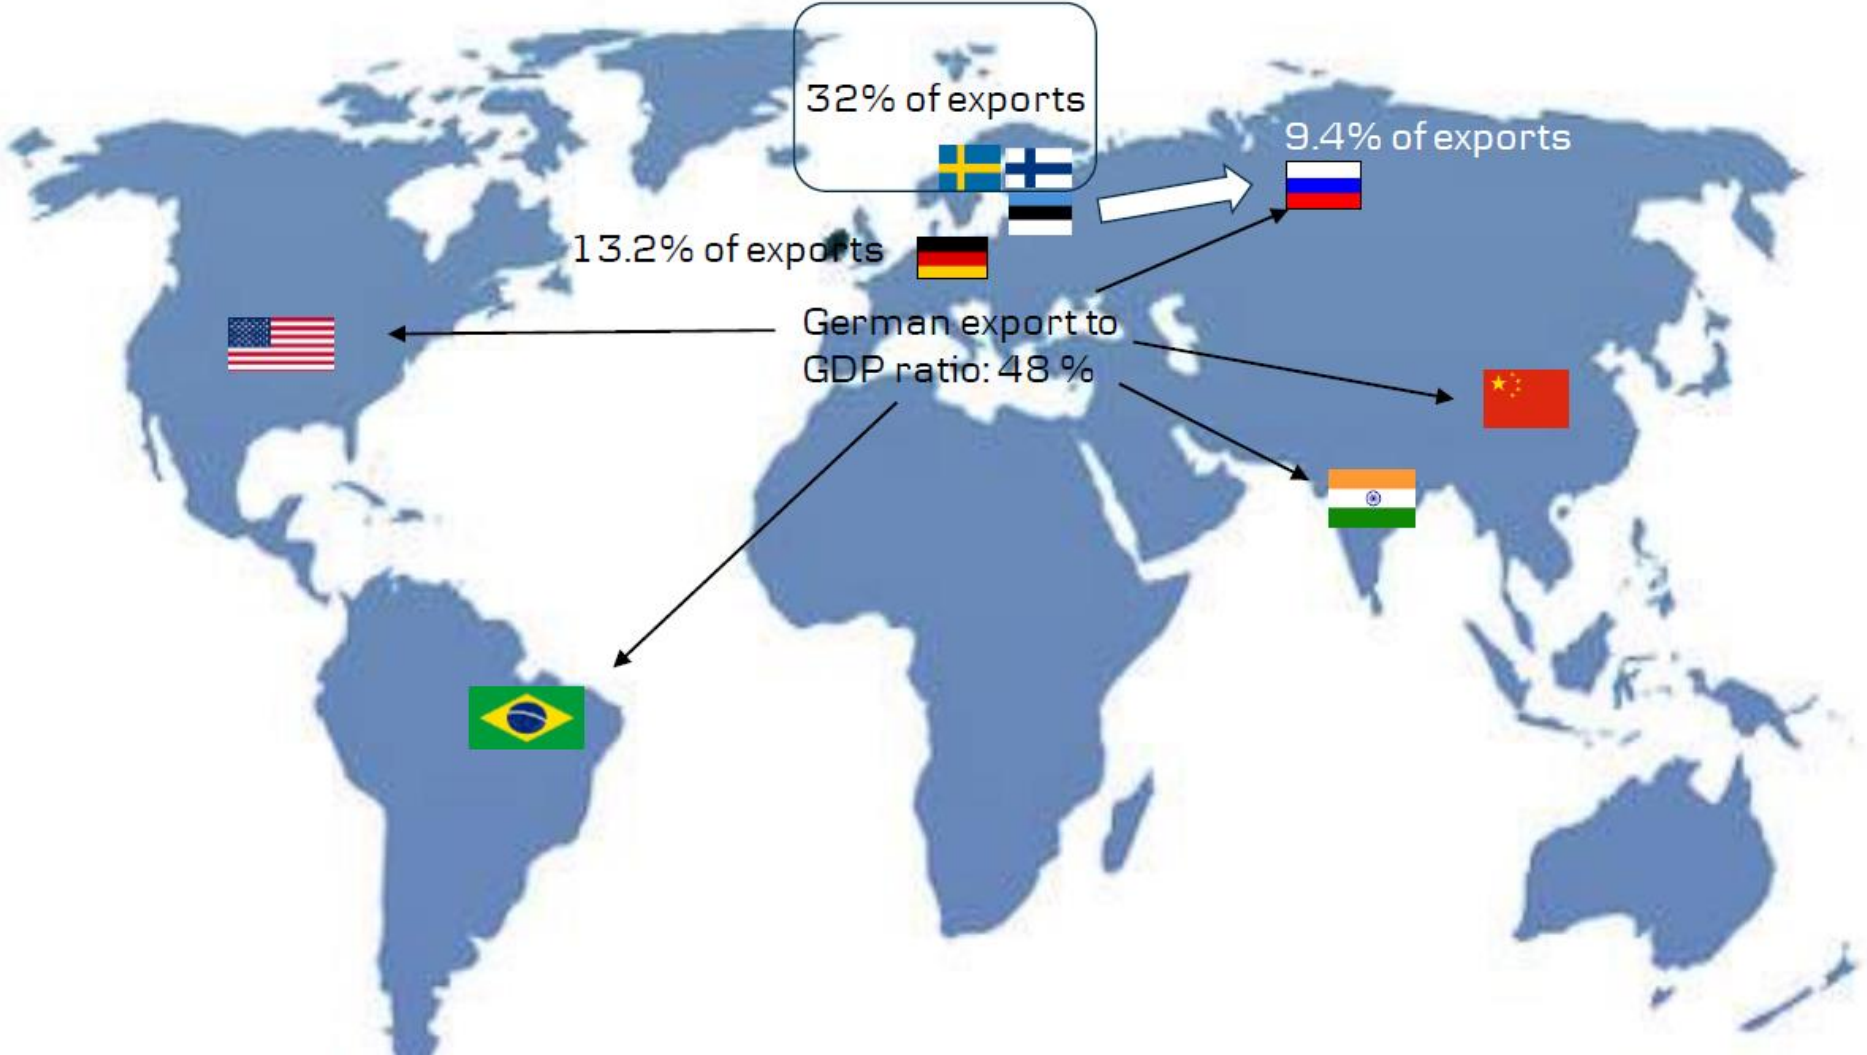 32% of exports
9.4% of exports
13.2% of exports
German export to
GDP ratio: 48 %